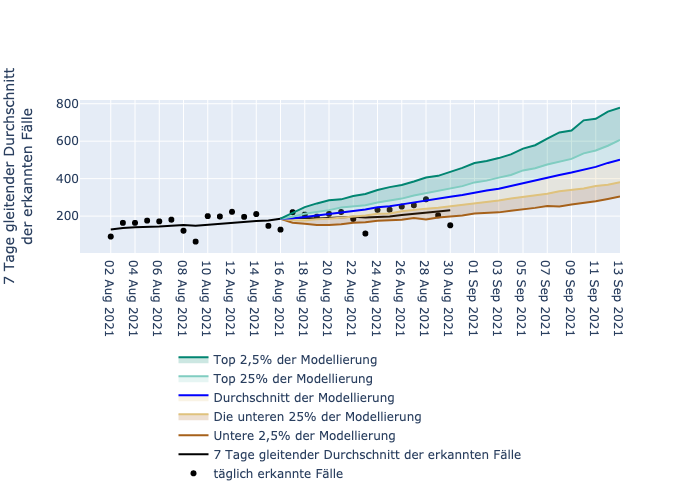 7 Tage gleitender Durchschnitt
der erkannten Fälle
800
600
400
200
02 Aug 2021
04 Aug 2021
06 Aug 2021
08 Aug 2021
10 Aug 2021
12 Aug 2021
14 Aug 2021
16 Aug 2021
18 Aug 2021
20 Aug 2021
22 Aug 2021
24 Aug 2021
26 Aug 2021
28 Aug 2021
30 Aug 2021
01 Sep 2021
03 Sep 2021
05 Sep 2021
07 Sep 2021
09 Sep 2021
11 Sep 2021
13 Sep 2021
Top 2,5% der Modellierung
Top 25% der Modellierung
Durchschnitt der Modellierung
Die unteren 25% der Modellierung
Untere 2,5% der Modellierung
7 Tage gleitender Durchschnitt der erkannten Fälle
täglich erkannte Fälle